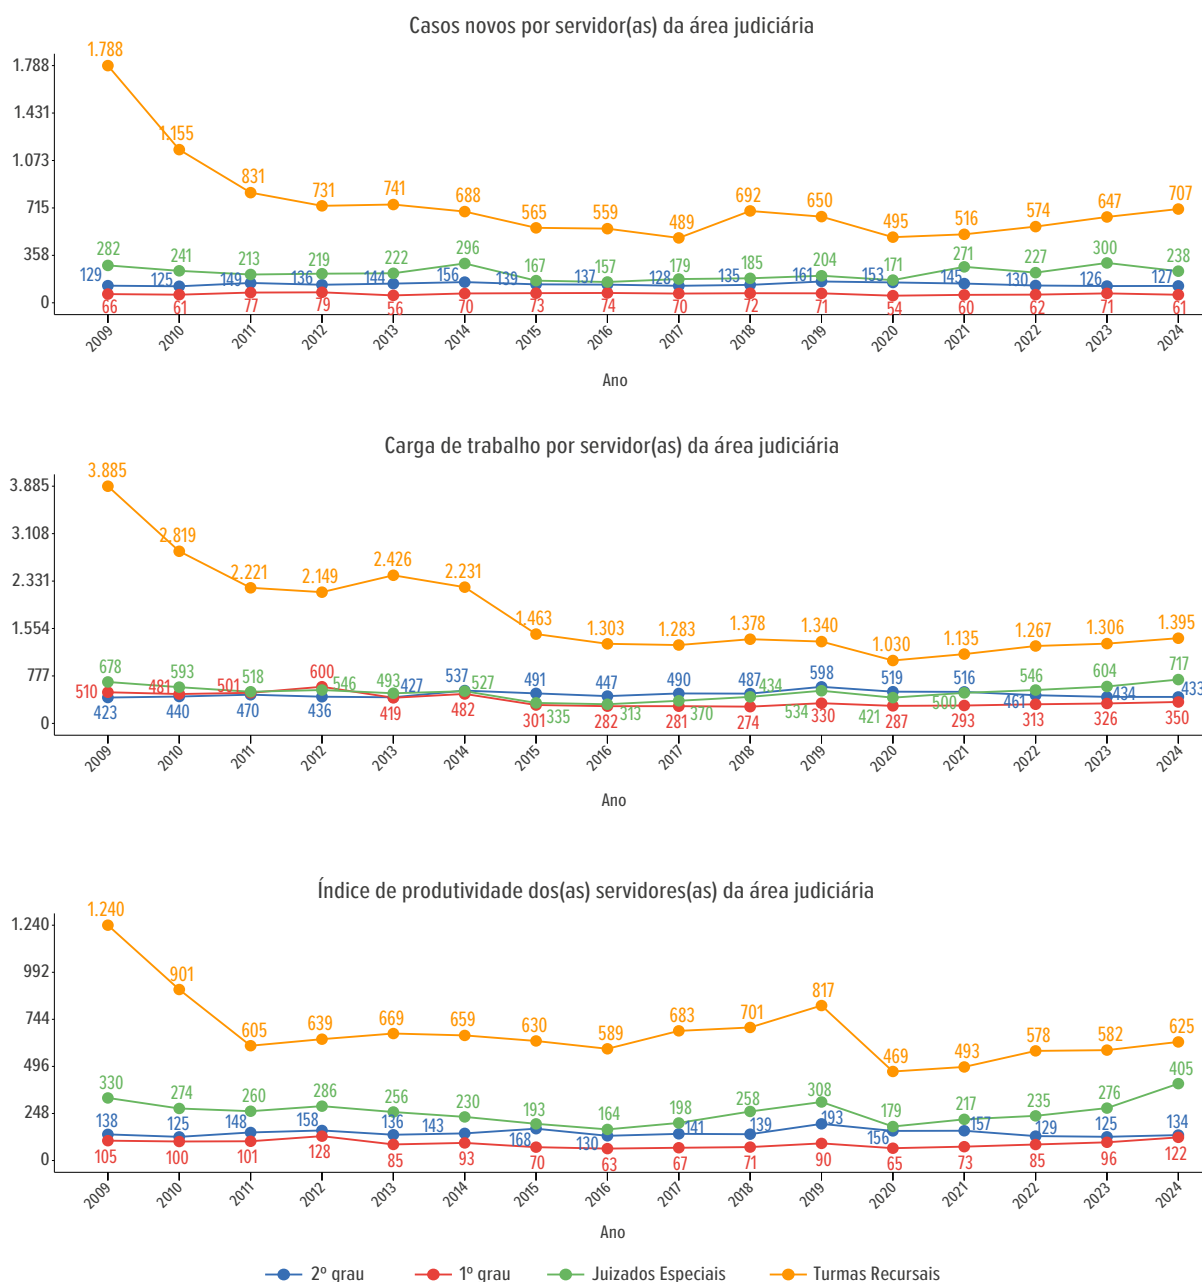 Casos novos por servidor(as) da área judiciária
1.788
1.431
1.073
715
358
0
1.788 1.155 831 731 741 688 565 559 489 692 650 495 516 574 647 707
282 241 213 219 222 296 167 157 179 185 204 171 271 227 300 238
129 125 149 136 144 156 139 137 128 135 161 153 145 130 126 127
66 61 77 79 56 70 73 74 70 72 71 54 60 62 71 61
2009 2010 2011 2012 2013 2014 2015 2016 2017 2018 2019 2020 2021 2022 2023 2024
Ano
Carga de trabalho por servidor(as) da área judiciária
3.885
3.108
2.331
1.554
777
0
3.885 2.819 2.221 2.149 2.426 2.231 1.463 1.303 1.283 1.378 1.340 1.030 1.135 1.267 1.306 1.395
678 593 518 546 493 527 335 313 370 434 534 421 500 546 604 717
423 440 470 436 427 537 491 447 490 487 598 519 516 461 434 433
510 481 501 600 419 482 301 282 281 274 330 287 293 313 326 350
2009 2010 2011 2012 2013 2014 2015 2016 2017 2018 2019 2020 2021 2022 2023 2024
Ano
Índice de produtividade dos(as) servidores(as) da área judiciária
1.240
992
744
496
248
0
1.240 901 605 639 669 659 630 589 683 701 817 469 493 578 582 625
330 274 260 286 256 230 193 164 198 258 308 179 217 235 276 405
138 125 148 158 136 143 168 130 141 139 193 156 157 129 125 134
105 100 101 128 85 93 70 63 67 71 90 65 73 85 96 122
2009 2010 2011 2012 2013 2014 2015 2016 2017 2018 2019 2020 2021 2022 2023 2024
Ano
2º grau 1º grau Juizados Especiais Turmas Recursais